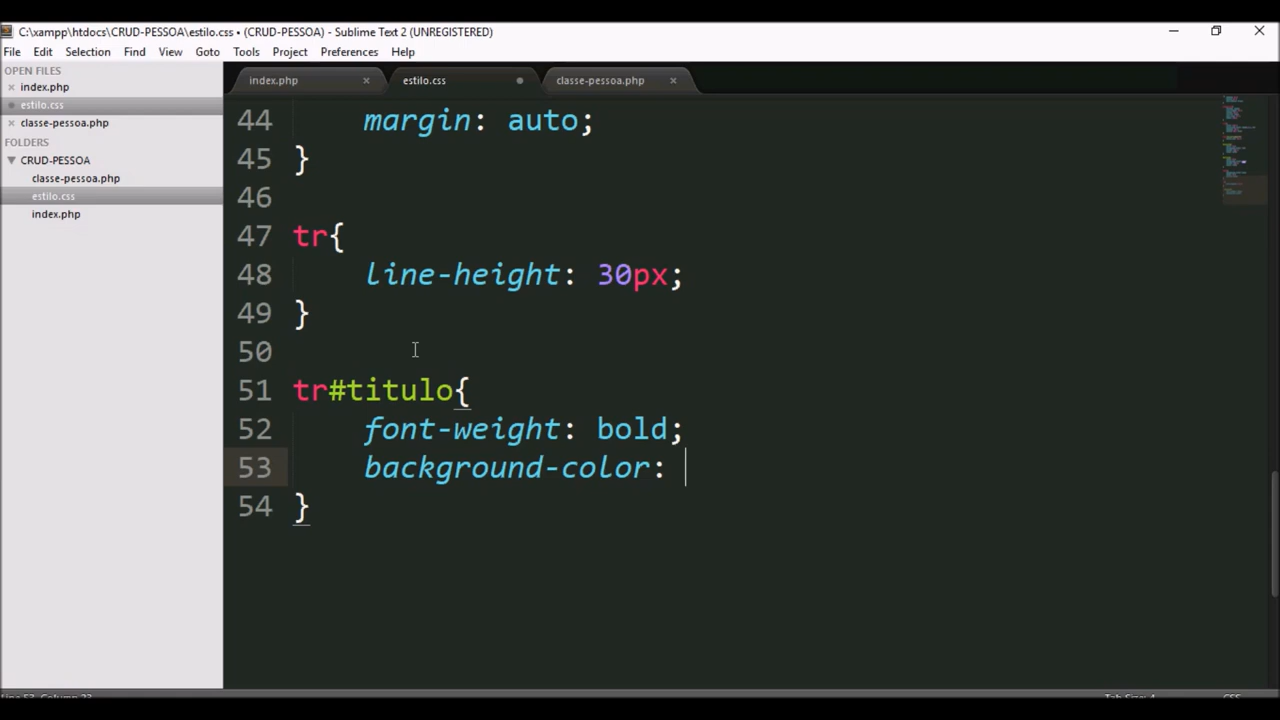 C:\xampp\htdocs\CRUD-PESSOA\estilo.css • (CRUD-PESSOA) - Sublime Text 2 (UNREGISTERED)
File Edit Selection Find View Goto Tools Project Preferences Help
OPEN FILES
index.php
estilo.css
classe-pessoa.php
FOLDERS
CRUD-PESSOA
classe-pessoa.php
estilo.css
index.php
index.php estilo.css classe-pessoa.php
44 margin: auto;
45 }
46
47 tr{
48 line-height: 30px;
49 }
50
51 tr#titulo{
52 font-weight: bold;
53 background-color:
54 }